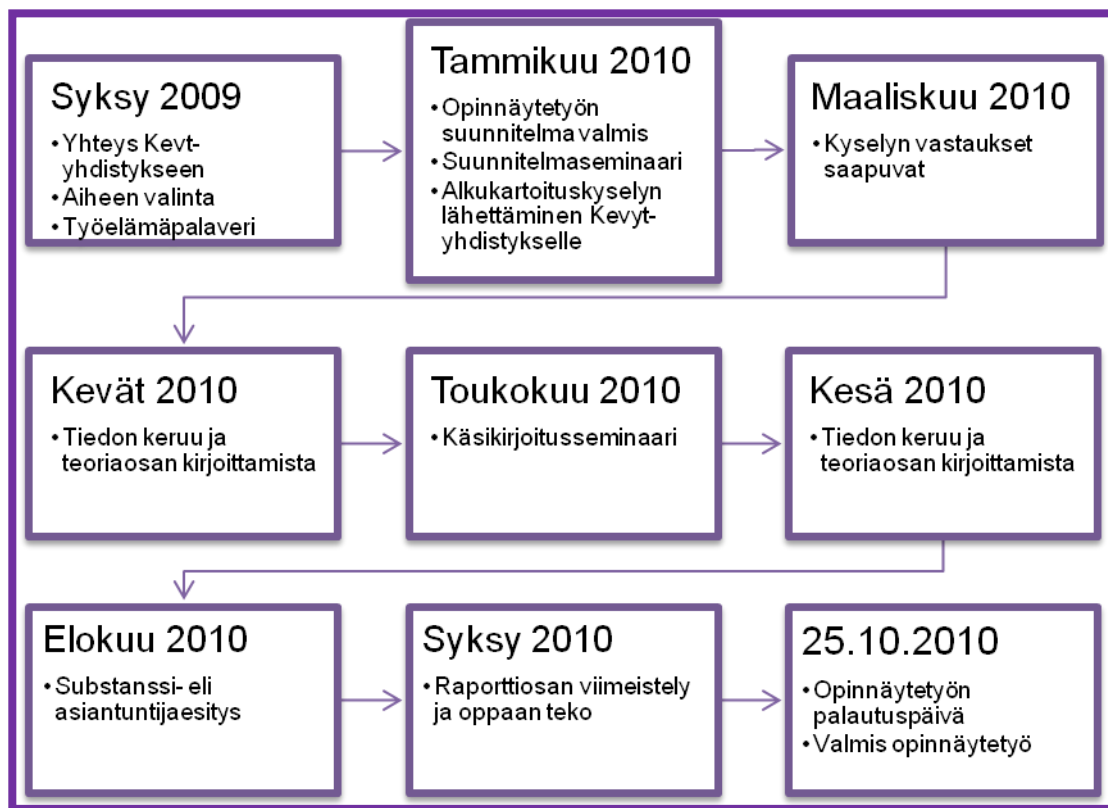 Syksy 2009
• Yhteys Kevt-
yhdistykseen
• Aiheen valinta
• Työelämäpalaveri
Tammikuu 2010
• Opinnäytetyön
suunnitelma valmis
• Suunnitelmaseminaari
• Alkukartoituskyselyn
lähettäminen Kevyt-
yhdistykselle
Maaliskuu 2010
• Kyselyn vastaukset
saapuvat
Kevät 2010
• Tiedon keruu ja
teoriaosan kirjoittamista
Toukokuu 2010
• Käsikirjoitusseminaari
Kesä 2010
• Tiedon keruu ja
teoriaosan kirjoittamista
Elokuu 2010
• Substanssi- eli
asiantuntijaesitys
Syksy 2010
• Raporttiosan viimeistely
ja oppaan teko
25.10.2010
• Opinnäytetyön
palautuspäivä
• Valmis opinnäytetyö